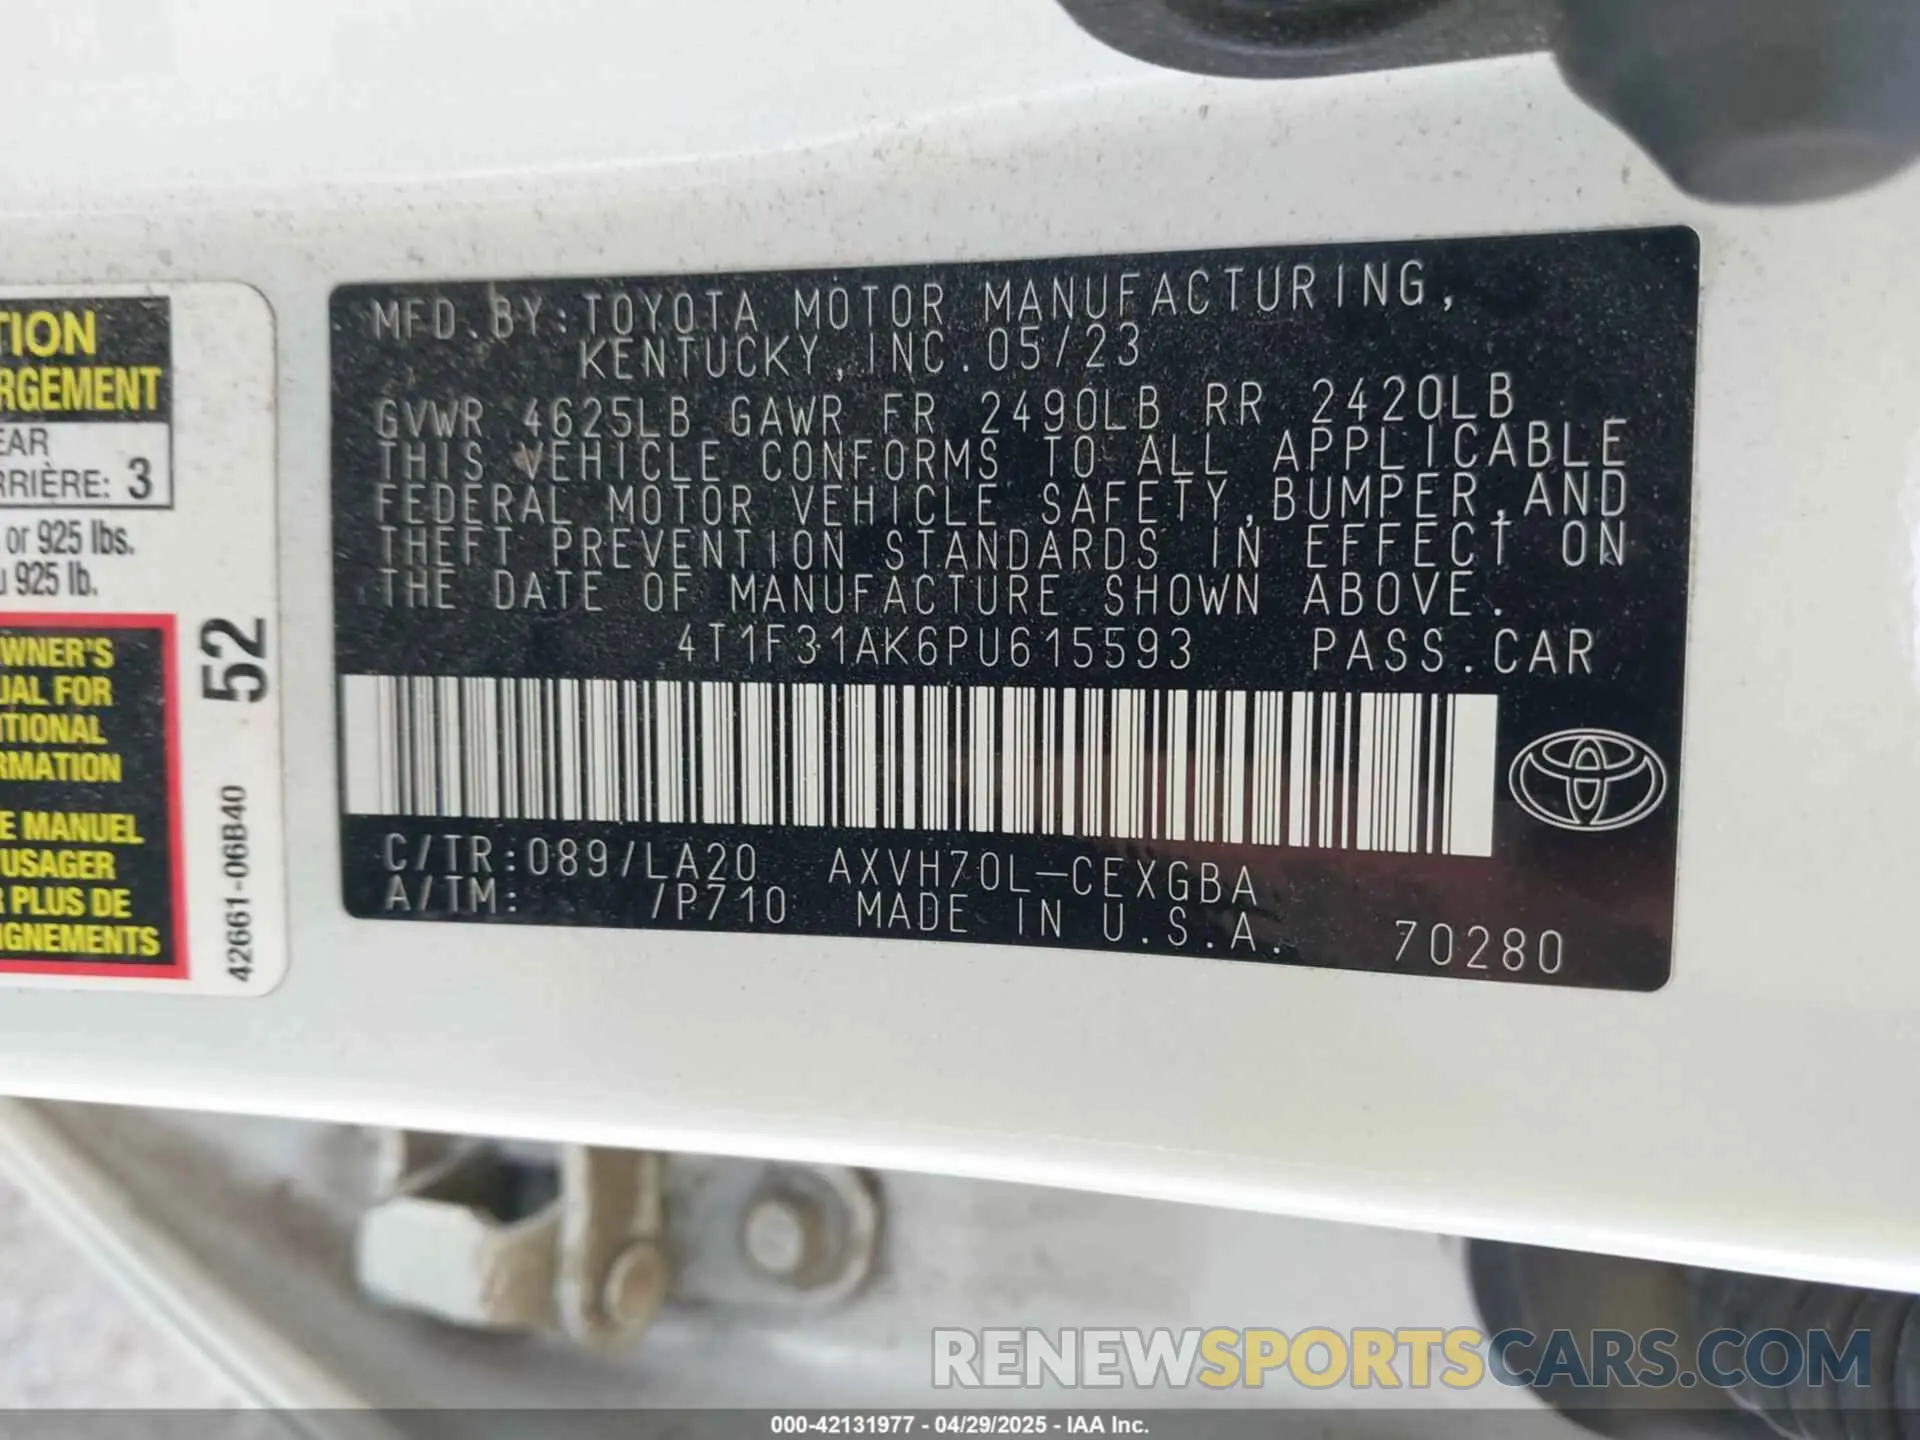 TION
RGEMENT
EAR
RRIÈRE: 3
or 925 lbs.
925 lb.
WNER'S
UAL FOR
ITIONAL
RMATION
E MANUEL
'USAGER
R PLUS DE
IGNEMENTS
52
42661-06B40
MFD.BY:TOYOTA MOTOR MANUFACTURING,
KENTUCKY,INC.05/23
GVWR 4625LB GAWR FR 2490LB RR 2420LB
THIS VEHICLE CONFORMS TO ALL APPLICABLE
FEDERAL MOTOR VEHICLE SAFETY,BUMPER,AND
THEFT PREVENTION STANDARDS IN EFFECT ON
THE DATE OF MANUFACTURE SHOWN ABOVE.
4T1F31AK6PU615593 PASS.CAR
C/TR:089/LA20 AXVH70L-CEXGBA
A/TM: /P710 MADE IN U.S.A. 70280
RENEWSPORTSCARS.COM
000-42131977 - 04/29/2025 - IAA Inc.